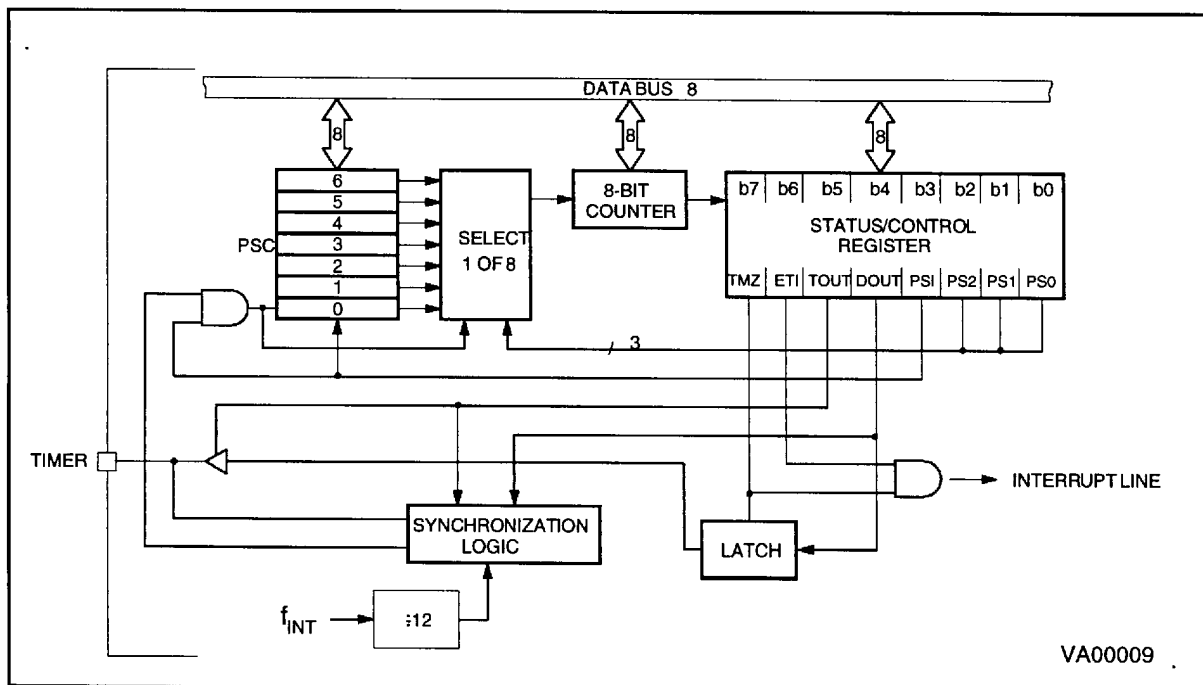 DATABUS 8
8
8
8
6
5
4
3
2
1
0
PSC
SELECT
1 OF 8
8-BIT
COUNTER
b7 b6 b5 b4 b3 b2 b1 b0
STATUS/CONTROL
REGISTER
TMZ ETI TOUT DOUT PSI PS2 PS1 PS0
3
TIMER
SYNCHRONIZATION
LOGIC
LATCH
INTERRUPT LINE
fINT
:12
VA00009